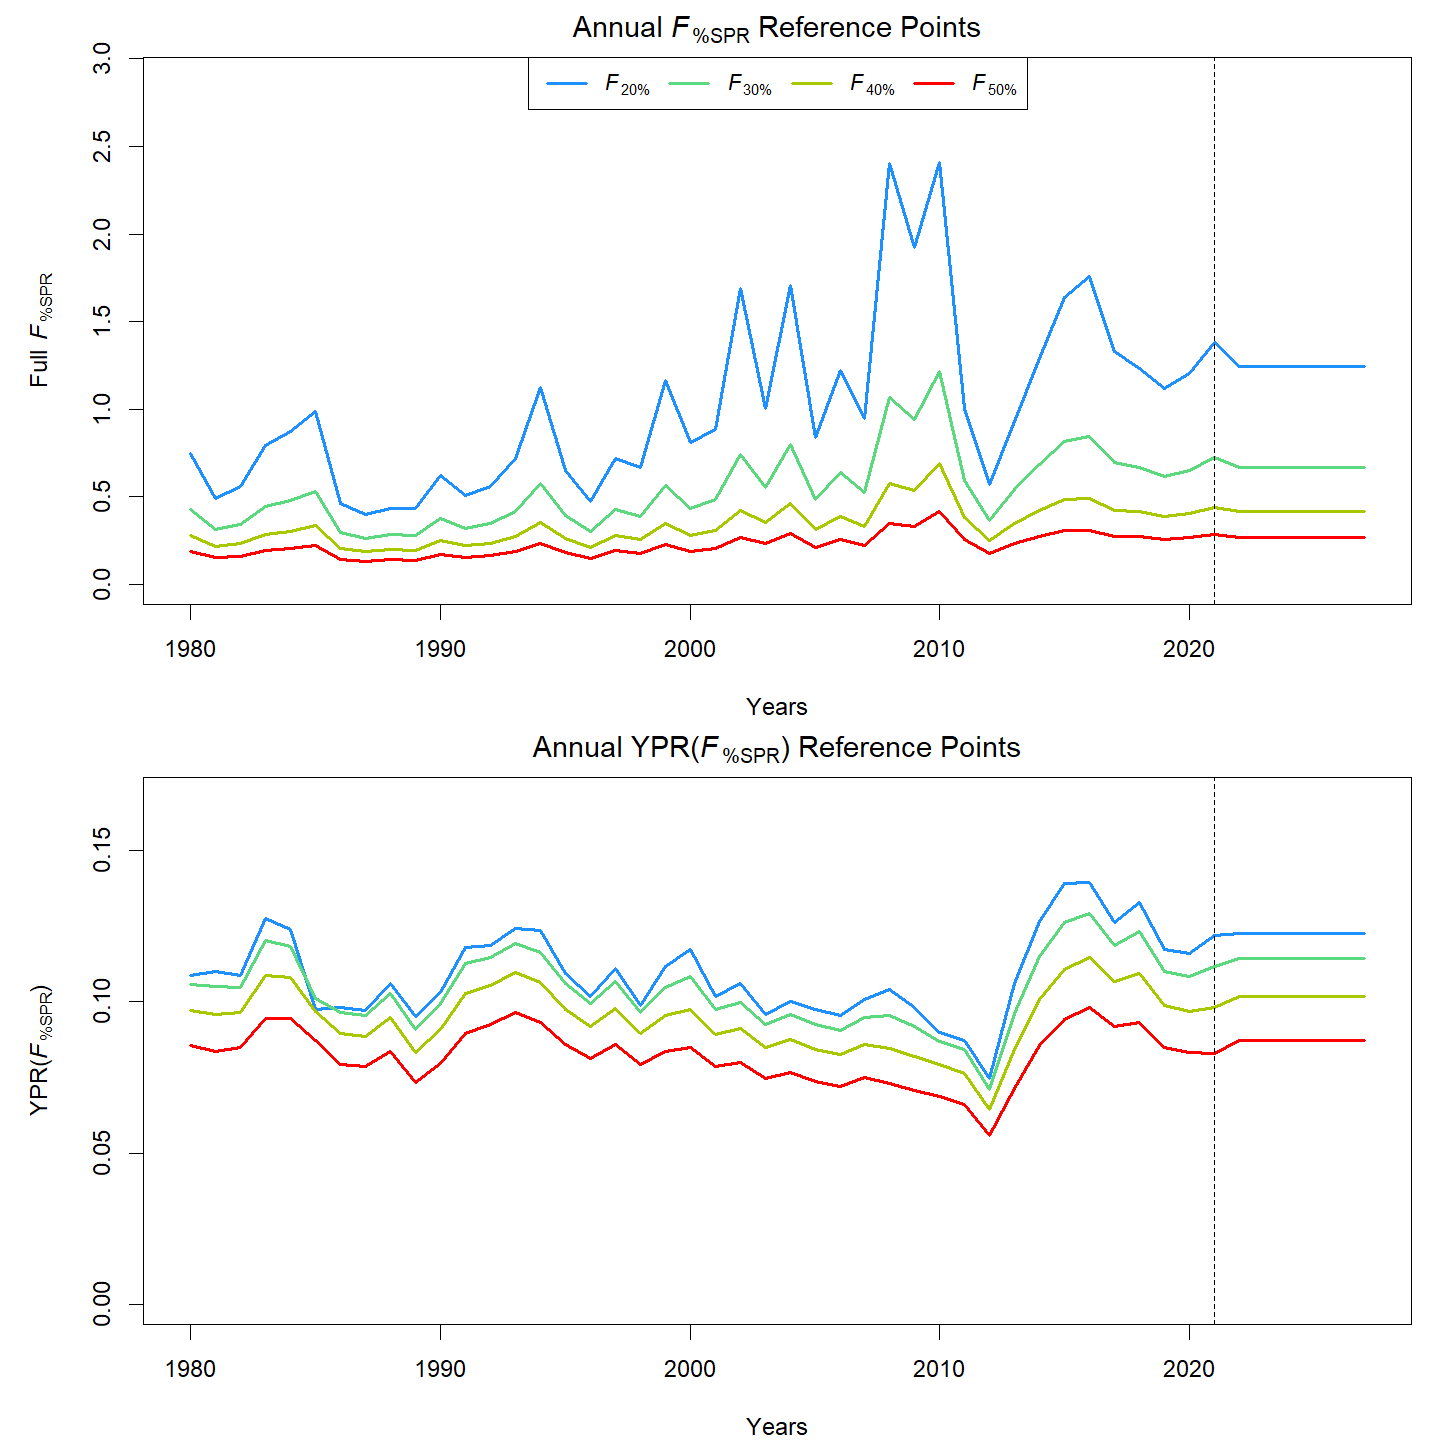 Annual F%SPR Reference Points
F20% F30% F40% F50%
Full F%SPR
3.0
2.5
2.0
1.5
1.0
0.5
0.0
1980 1990 2000 2010 2020
Years
Annual YPR(F%SPR) Reference Points
YPR(F%SPR)
0.15
0.10
0.05
0.00
1980 1990 2000 2010 2020
Years